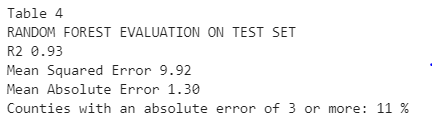 Table 4
RANDOM FOREST EVALUATION ON TEST SET
R2 0.93
Mean Squared Error 9.92
Mean Absolute Error 1.30
Counties with an absolute error of 3 or more: 11 %